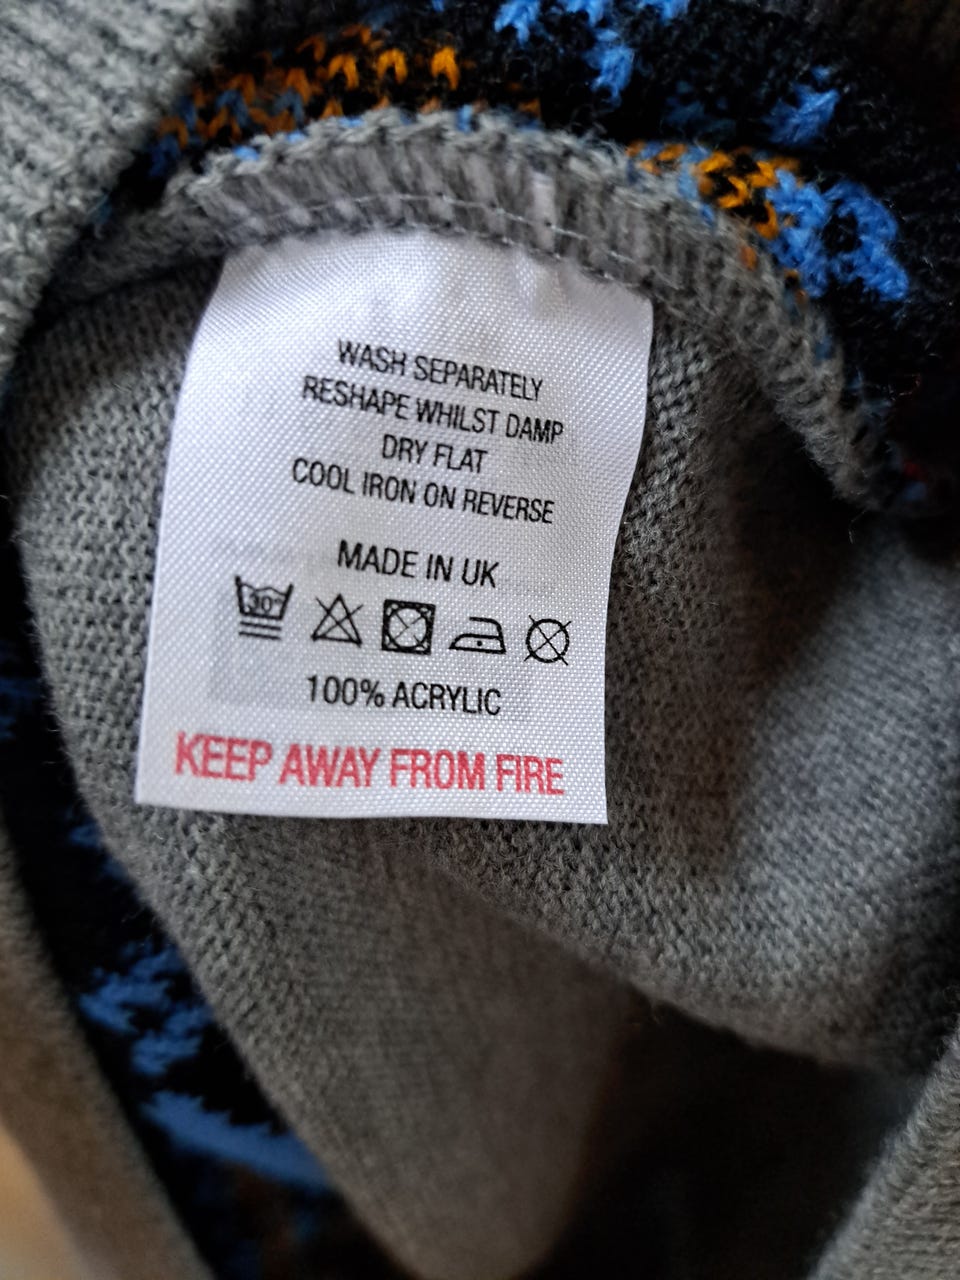 WASH SEPARATELY
RESHAPE WHILST DAMP
DRY FLAT
COOL IRON ON REVERSE
MADE IN UK
30°
100% ACRYLIC
KEEP AWAY FROM FIRE